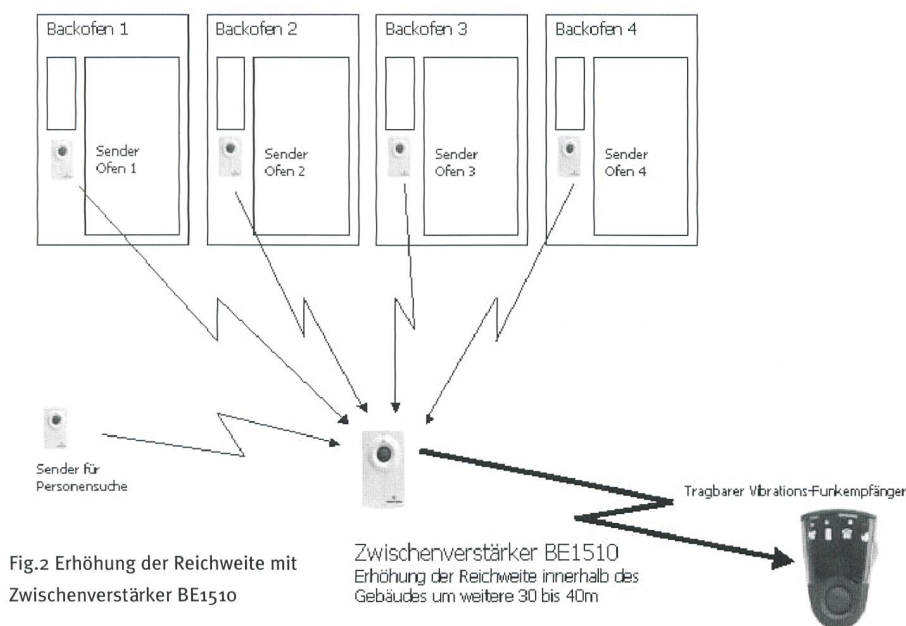 Backofen 1
Backofen 2
Backofen 3
Backofen 4
Sender
Ofen 1
Sender
Ofen 2
Sender
Ofen 3
Sender
Ofen 4
Sender für
Personensuche
Tragbarer Vibrations-Funkempfänger
Zwischenverstärker BE1510
Erhöhung der Reichweite innerhalb des
Gebäudes um weitere 30 bis 40m
Fig.2 Erhöhung der Reichweite mit
Zwischenverstärker BE1510